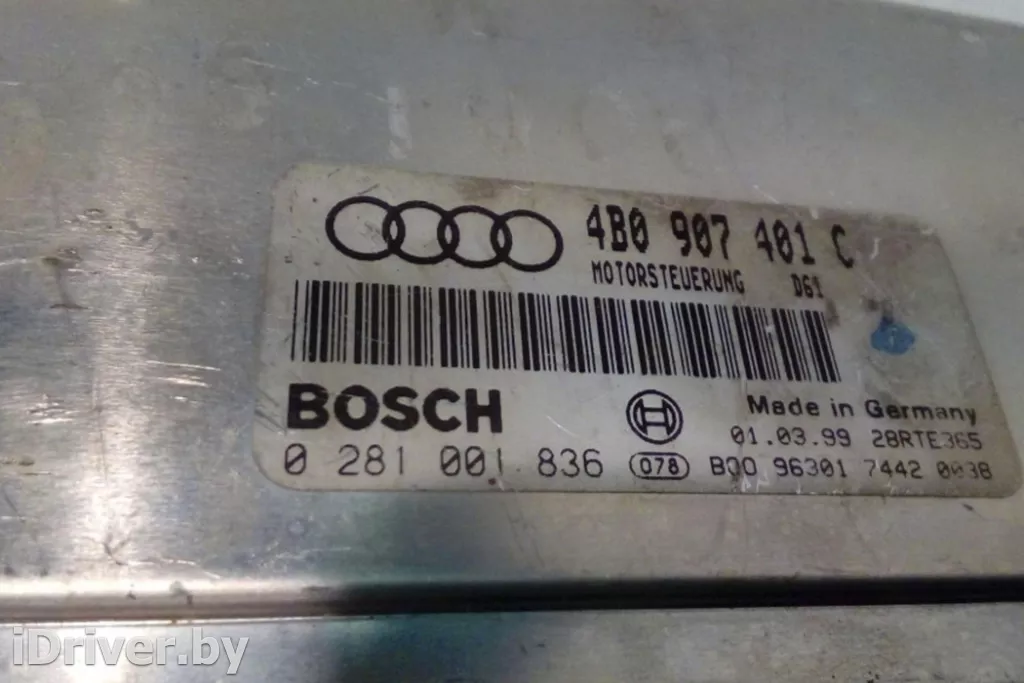 4B0 907 401 C
MOTORSTEUERUNG D61
BOSCH
Made in Germany
01.03.99 28RTE365
0 281 001 836 078 B00 96301 7442 0038
iDriver.by